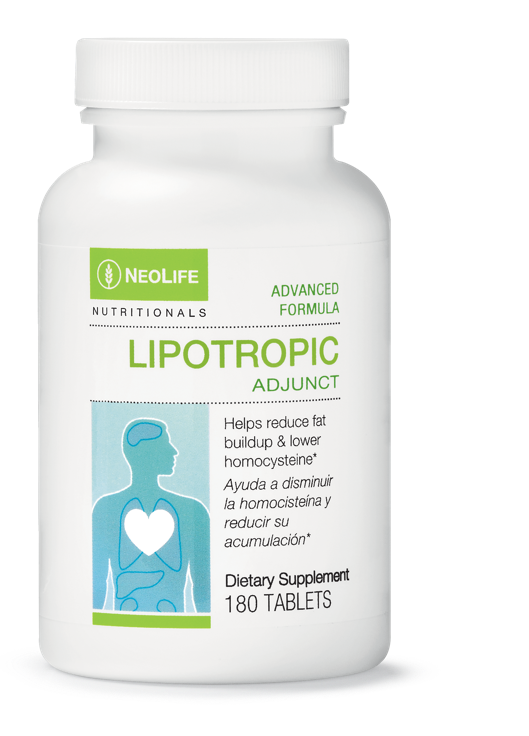 NEOLIFE
NUTRITIONALS
ADVANCED
FORMULA
LIPOTROPIC
ADJUNCT
Helps reduce fat
buildup & lower
homocysteine*
Ayuda a disminuir
la homocisteína y
reducir su
acumulación*
Dietary Supplement
180 TABLETS